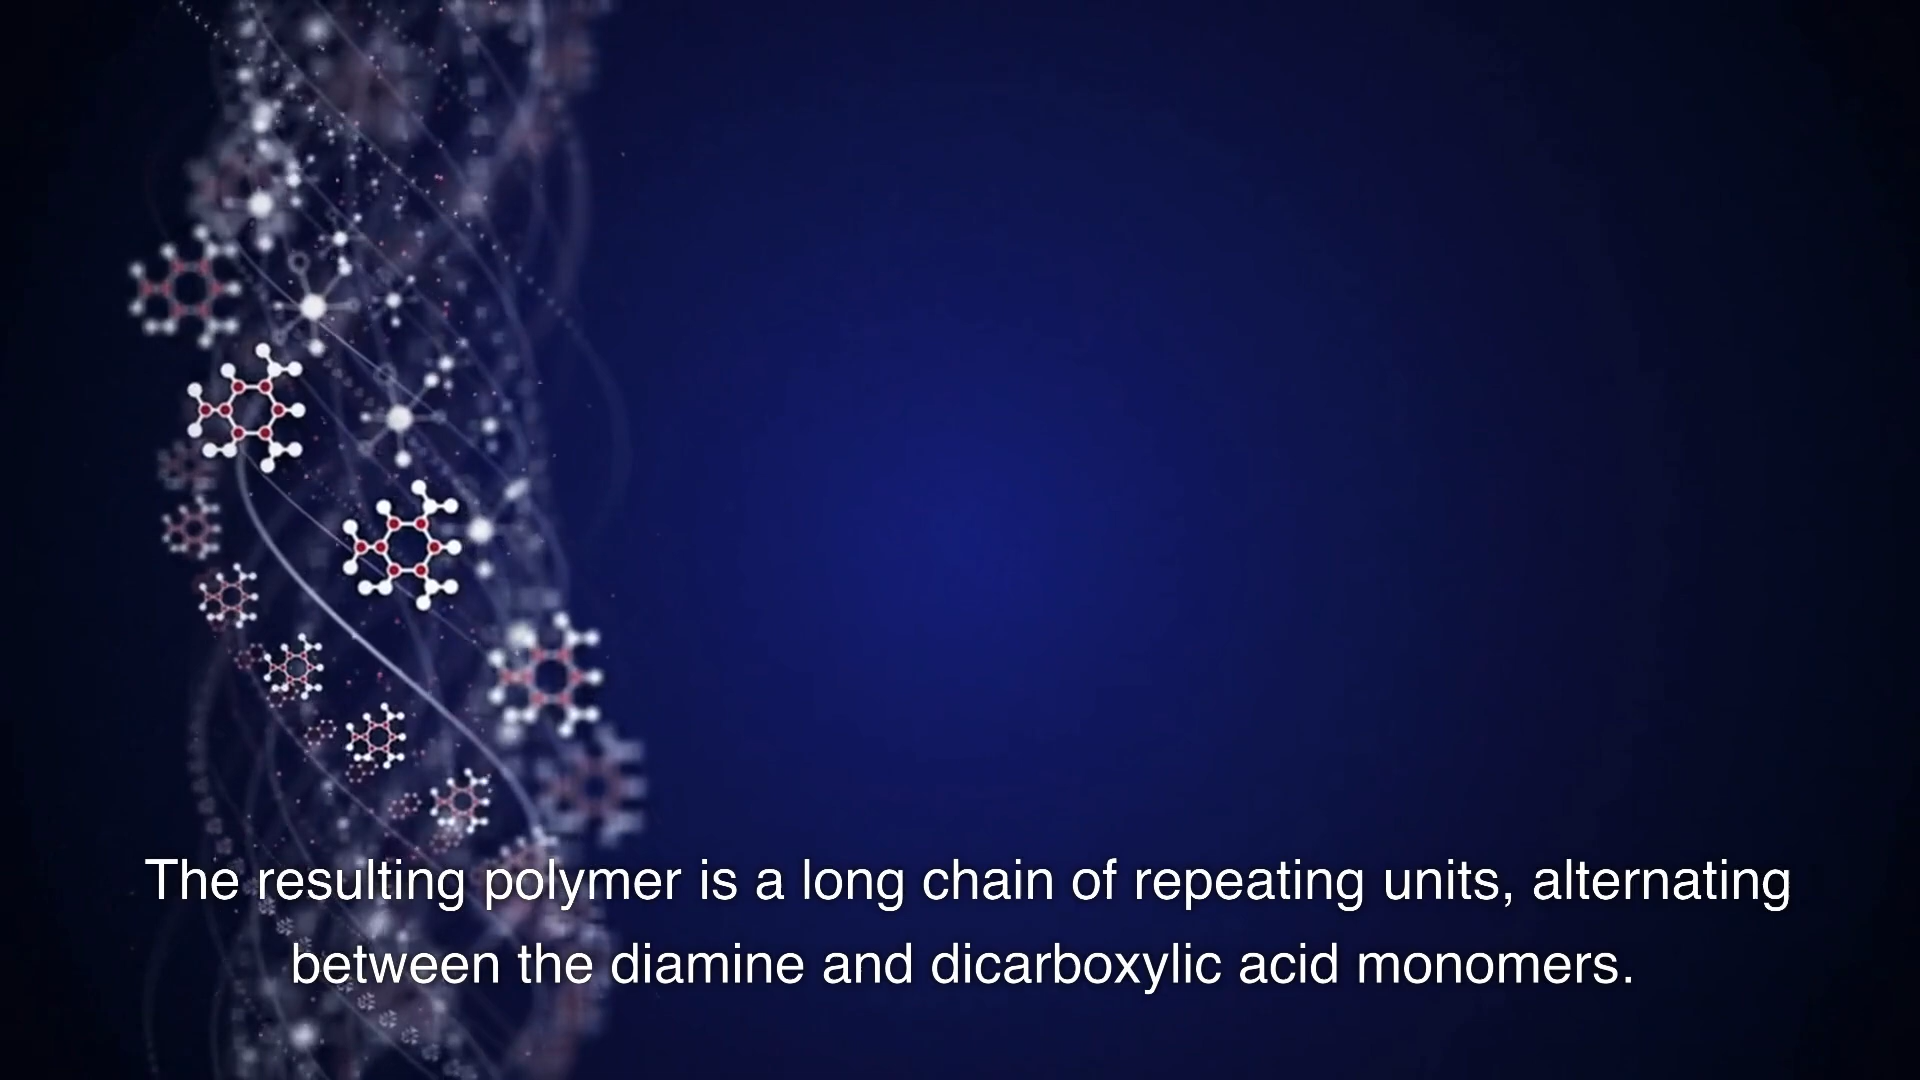 The resulting polymer is a long chain of repeating units, alternating
between the diamine and dicarboxylic acid monomers.